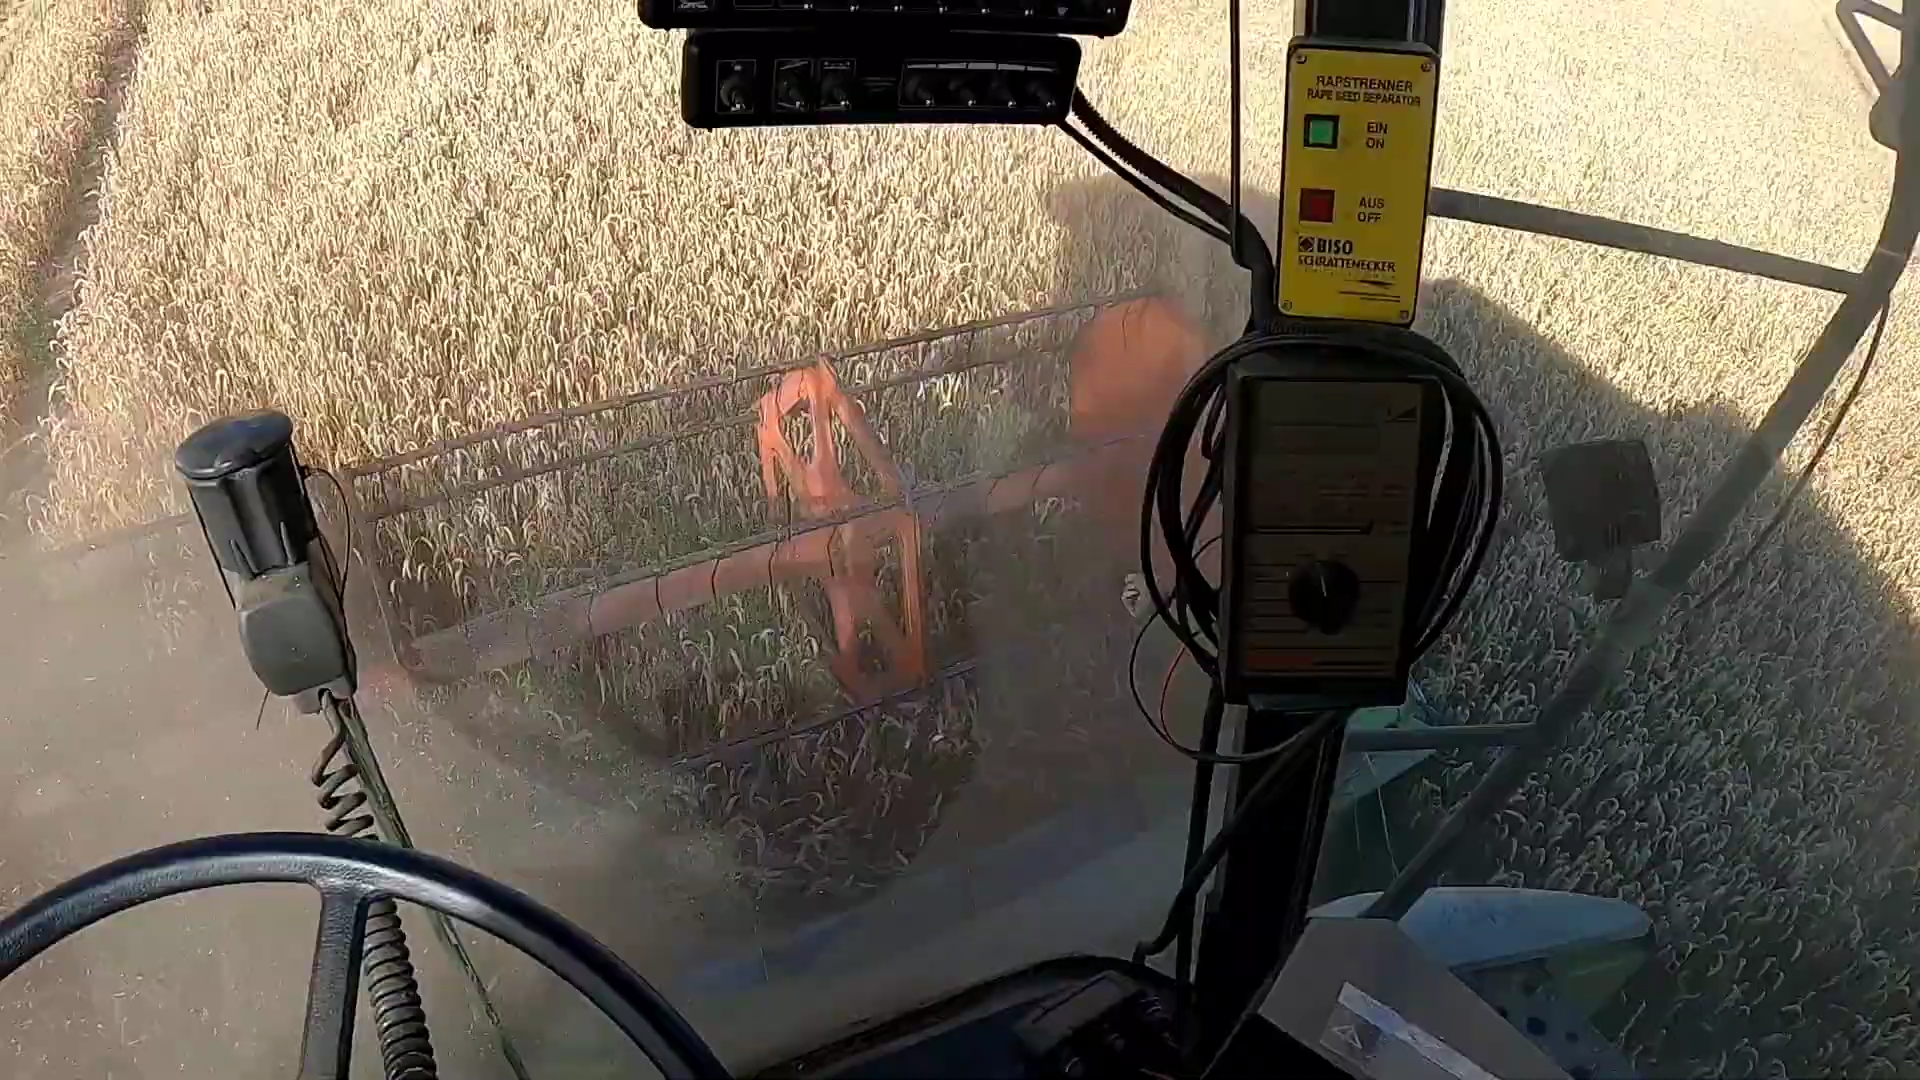 RAPSTRENNER
RAPE SEED SEPARATOR
EIN
ON
AUS
OFF
BISO
SCHRATTENECKER